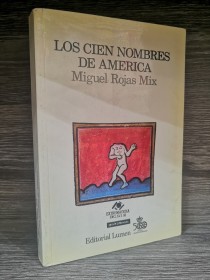 LOS CIEN NOMBRES
DE AMERICA
Miguel Rojas Mix
Editorial Lumen